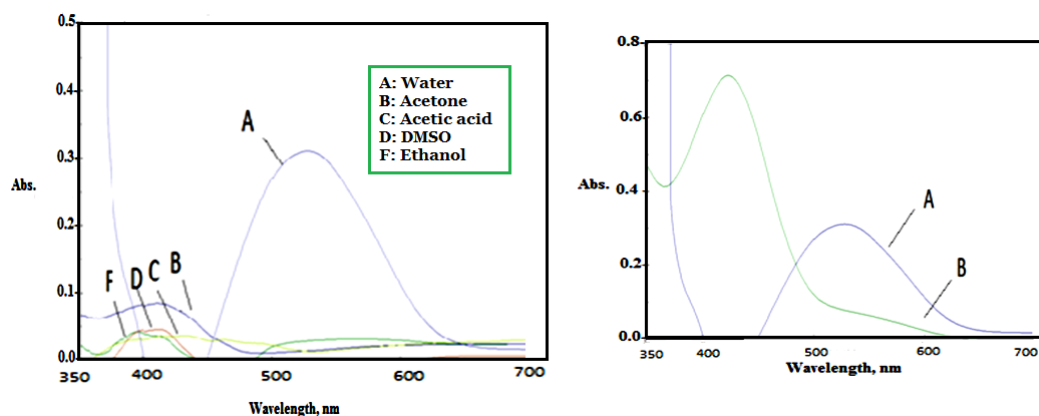 0.5
0.4
0.3
0.2
0.1
0.0
Abs.
A
F
D
C
B
A: Water
B: Acetone
C: Acetic acid
D: DMSO
F: Ethanol
350
400
500
600
700
Wavelength, nm
0.8
0.6
0.4
0.2
0.0
Abs.
A
B
350
400
500
600
700
Wavelength, nm